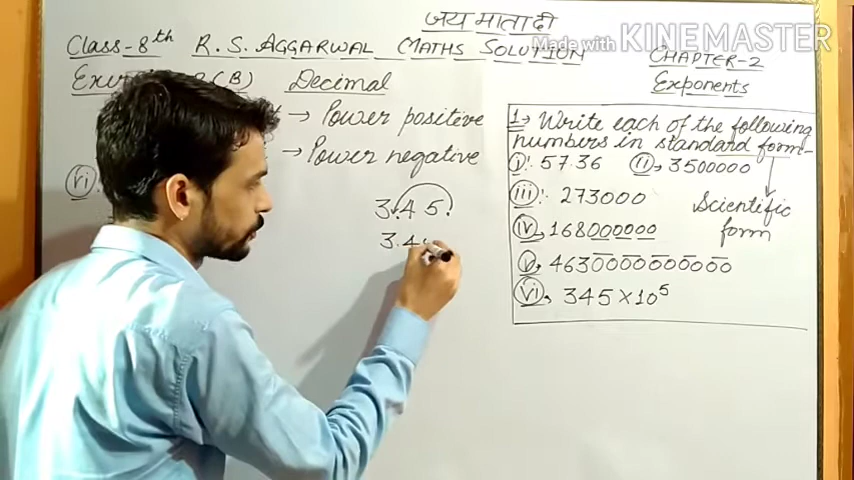 जय माता दी
Class-8th R.S. AGGARWAL MATHS SOLUTION
Made with KINEMASTER
CHAPTER-2
Exponents
(B) Decimal
→ Power positive
→ Power negative
vi
3.45.
3.4
1→ Write each of the following
numbers in standard form-
i 57.36 ii 3500000
iii 273000
Scientific
form
iv 168000000
v 4630000000000
vi 345×10⁵